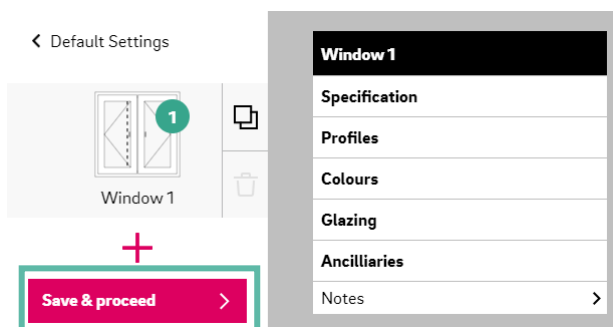 Default Settings
1
Window 1
Save & proceed
Window 1
Specification
Profiles
Colours
Glazing
Ancilliaries
Notes